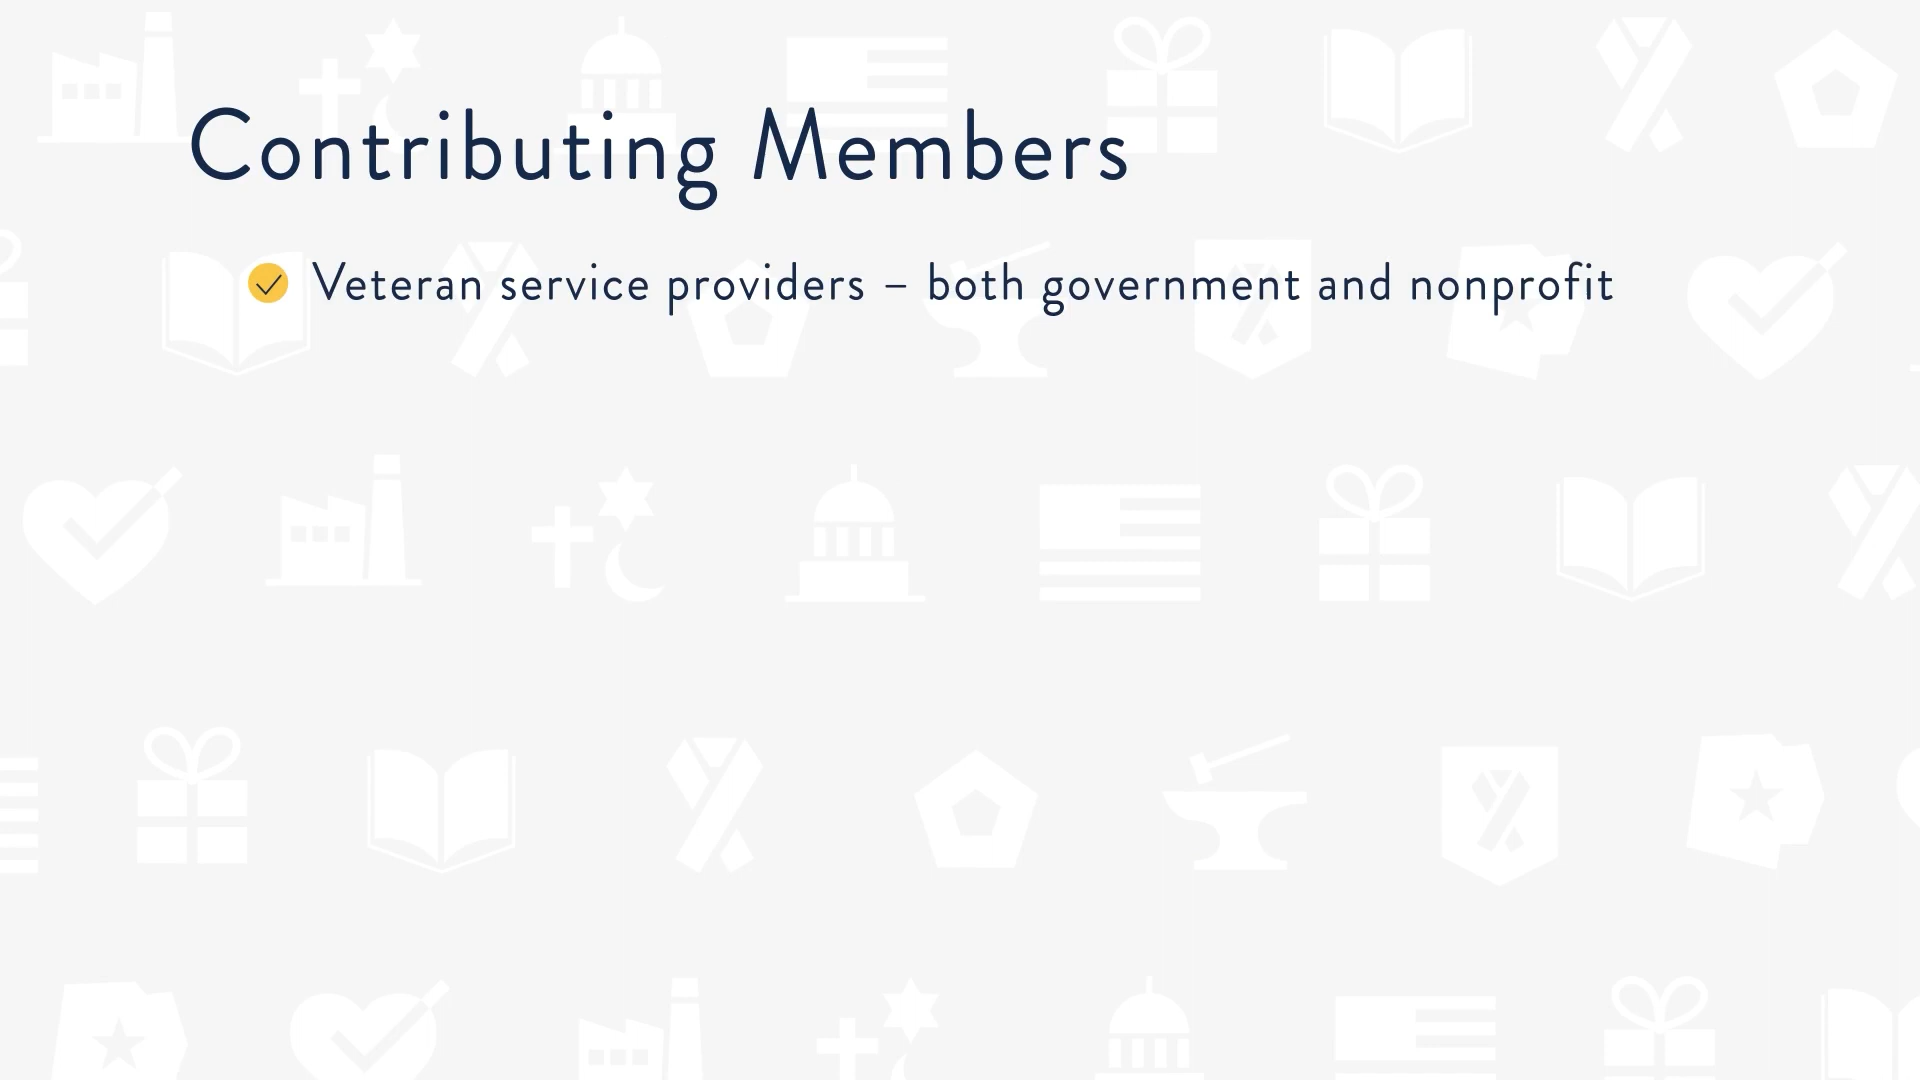 Contributing Members
Veteran service providers – both government and nonprofit